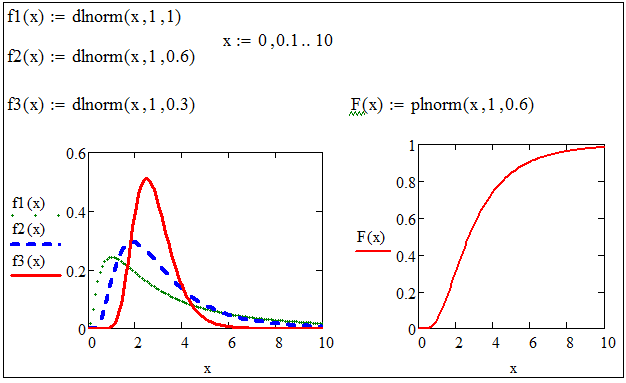 f1(x) := dlnorm(x,1,1)
x := 0,0.1 .. 10
f2(x) := dlnorm(x,1,0.6)
f3(x) := dlnorm(x,1,0.3)
F(x) := plnorm(x,1,0.6)
0.6
0.4
0.2
0
f1(x)
f2(x)
f3(x)
0 2 4 6 8 10
x
1
0.8
0.6
0.4
0.2
0
F(x)
0 2 4 6 8 10
x